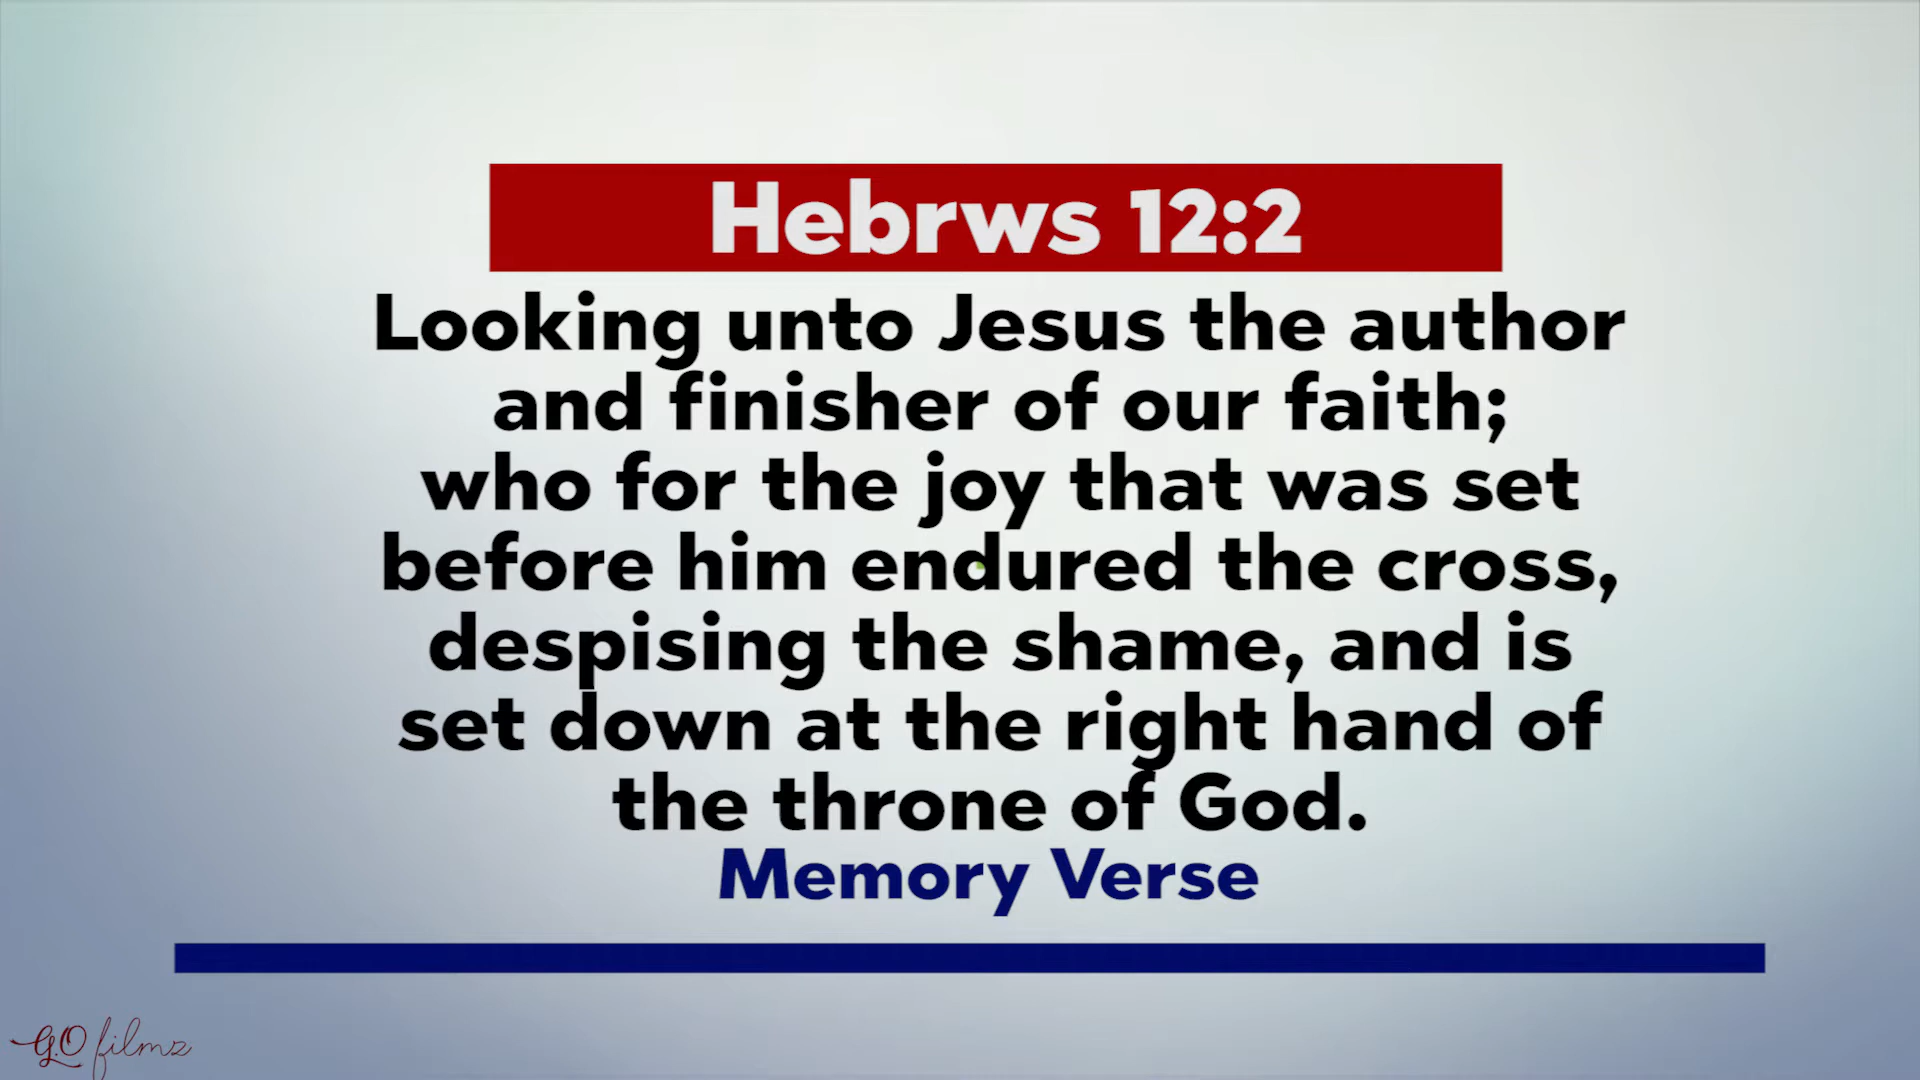 Hebrws 12:2
Looking unto Jesus the author
and finisher of our faith;
who for the joy that was set
before him endured the cross,
despising the shame, and is
set down at the right hand of
the throne of God.
Memory Verse
G.O filmz